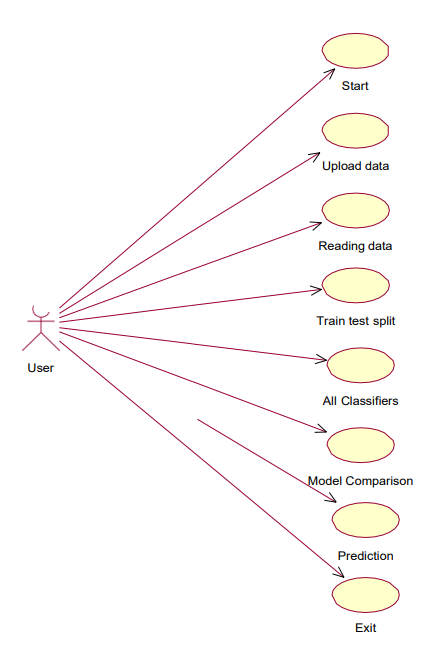 Start
Upload data
Reading data
Train test split
User
All Classifiers
Model Comparison
Prediction
Exit